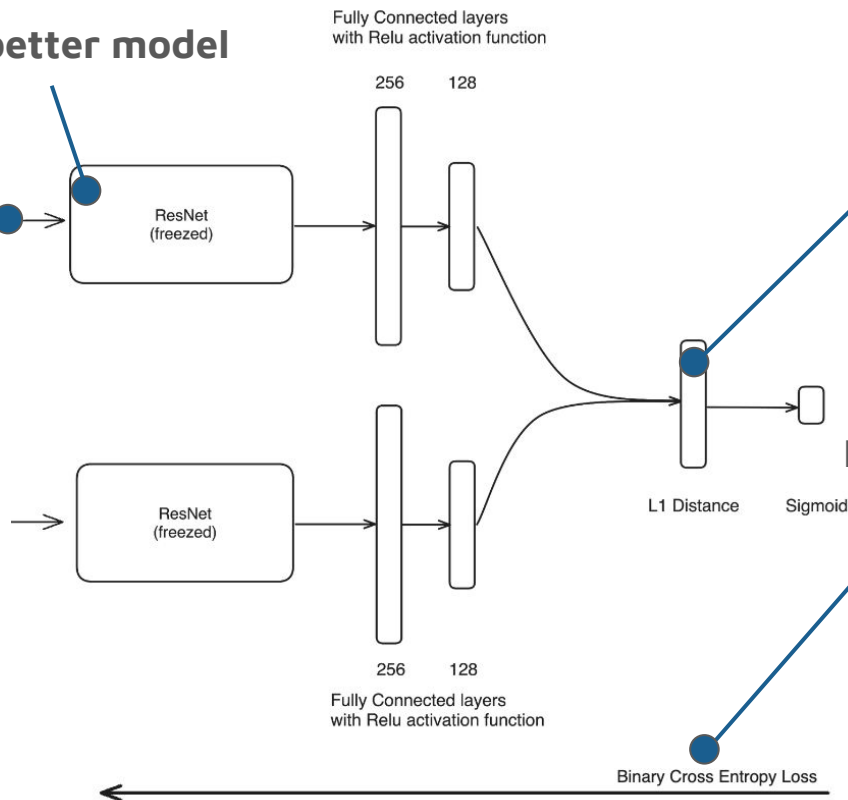 Fully Connected layers
with Relu activation function
better model
256 128
ResNet
(freezed)
L1 Distance Sigmoid
ResNet
(freezed)
256 128
Fully Connected layers
with Relu activation function
Binary Cross Entropy Loss